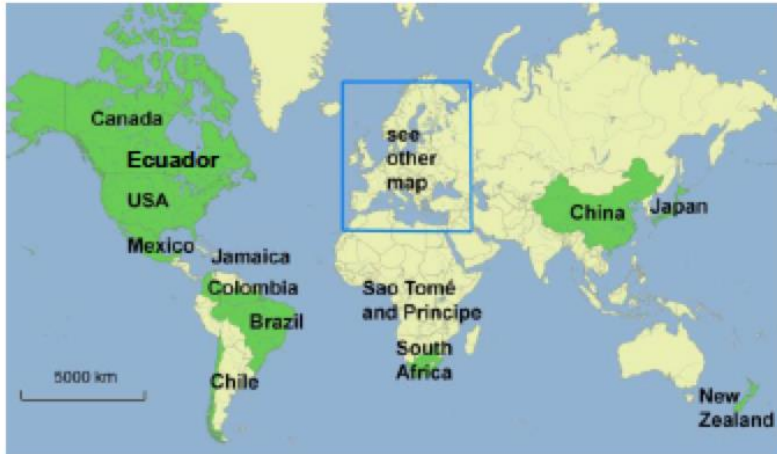 Canada
Ecuador
USA
Mexico
Jamaica
Colombia
Brazil
Chile
5000 km
see
other
map
Sao Tomé
and Principe
South
Africa
China
Japan
New
Zealand